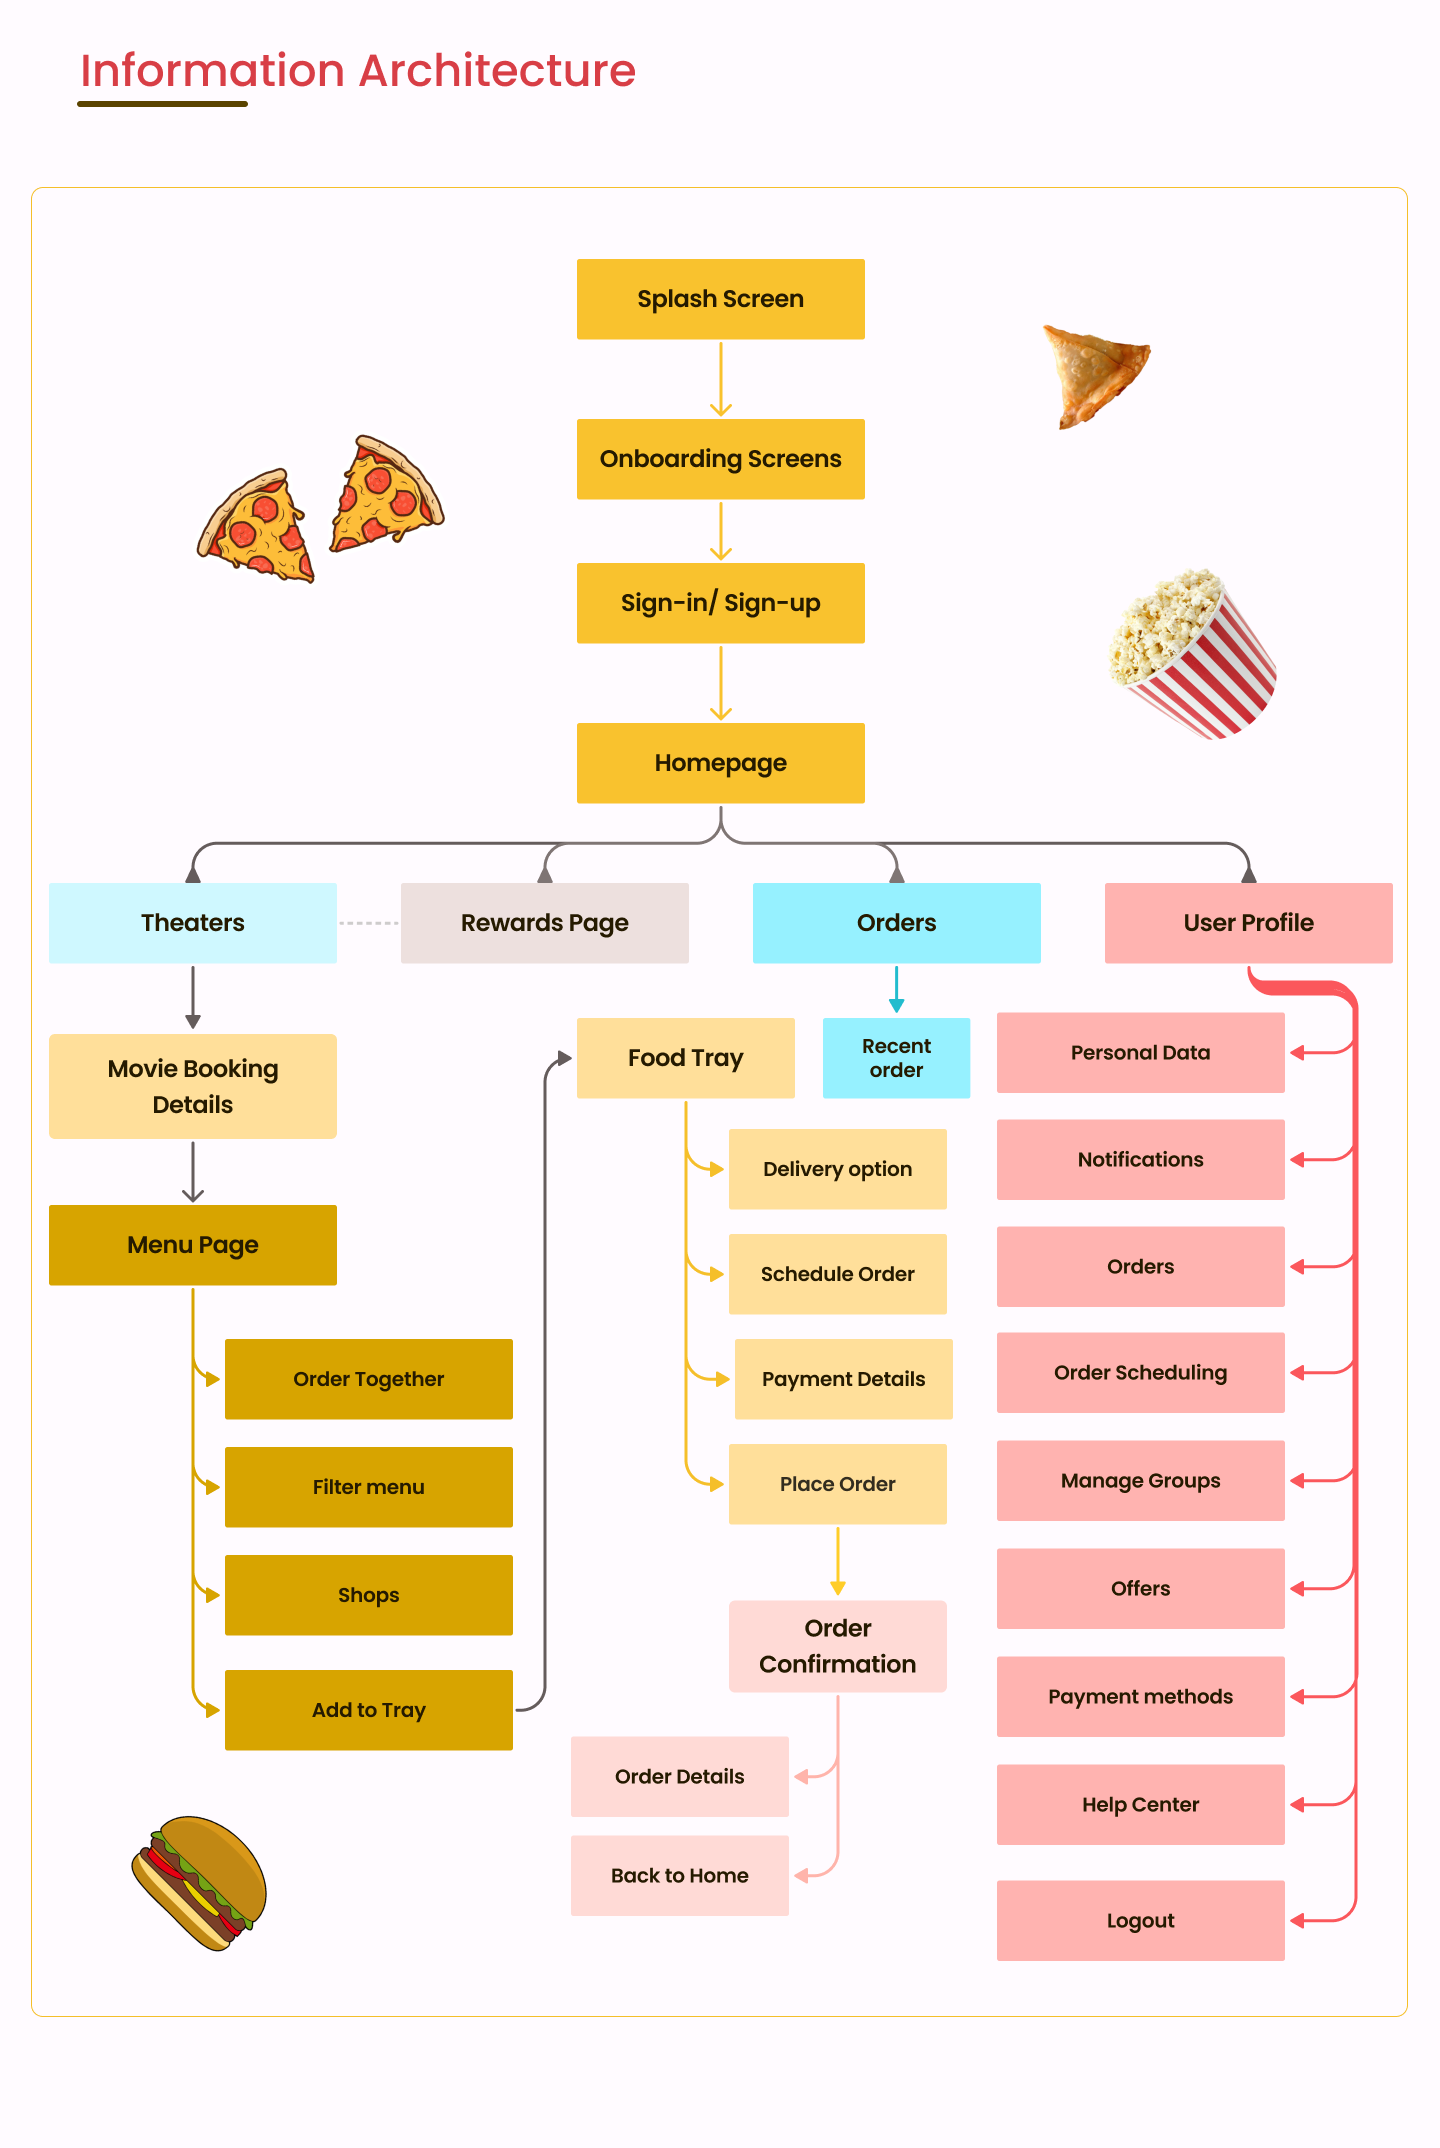 Information Architecture
Splash Screen
Onboarding Screens
Sign-in/ Sign-up
Homepage
Theaters
Rewards Page
Orders
User Profile
Movie Booking
Details
Menu Page
Order Together
Filter menu
Shops
Add to Tray
Food Tray
Delivery option
Schedule Order
Payment Details
Place Order
Order
Confirmation
Order Details
Back to Home
Recent
order
Personal Data
Notifications
Orders
Order Scheduling
Manage Groups
Offers
Payment methods
Help Center
Logout